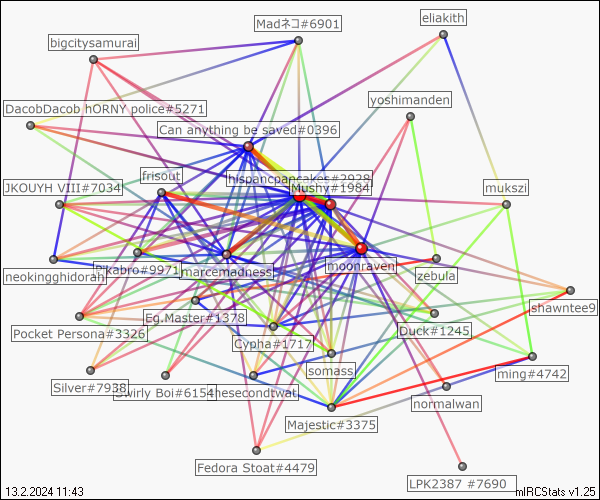 Madネコ#6901
eliakith
bigcitysamurai
yoshimanden
DacobDacob hORNY police#5271
Can anything be saved#0396
frisout
hispancpancakes#2928
JKOUYH VIII#7034
Mushy#1984
mukszi
neokingghidorah
pikabro#9971
marcemadness
moonraven
zebula
shawntee9
Eg.Master#1378
Pocket Persona#3326
Duck#1245
Cypha#1717
somass
ming#4742
Silver#7938
Swirly Boi#6154
hesecondtwat
normalwan
Majestic#3375
Fedora Stoat#4479
LPK2387 #7690
13.2.2024 11:43
mIRCStats v1.25